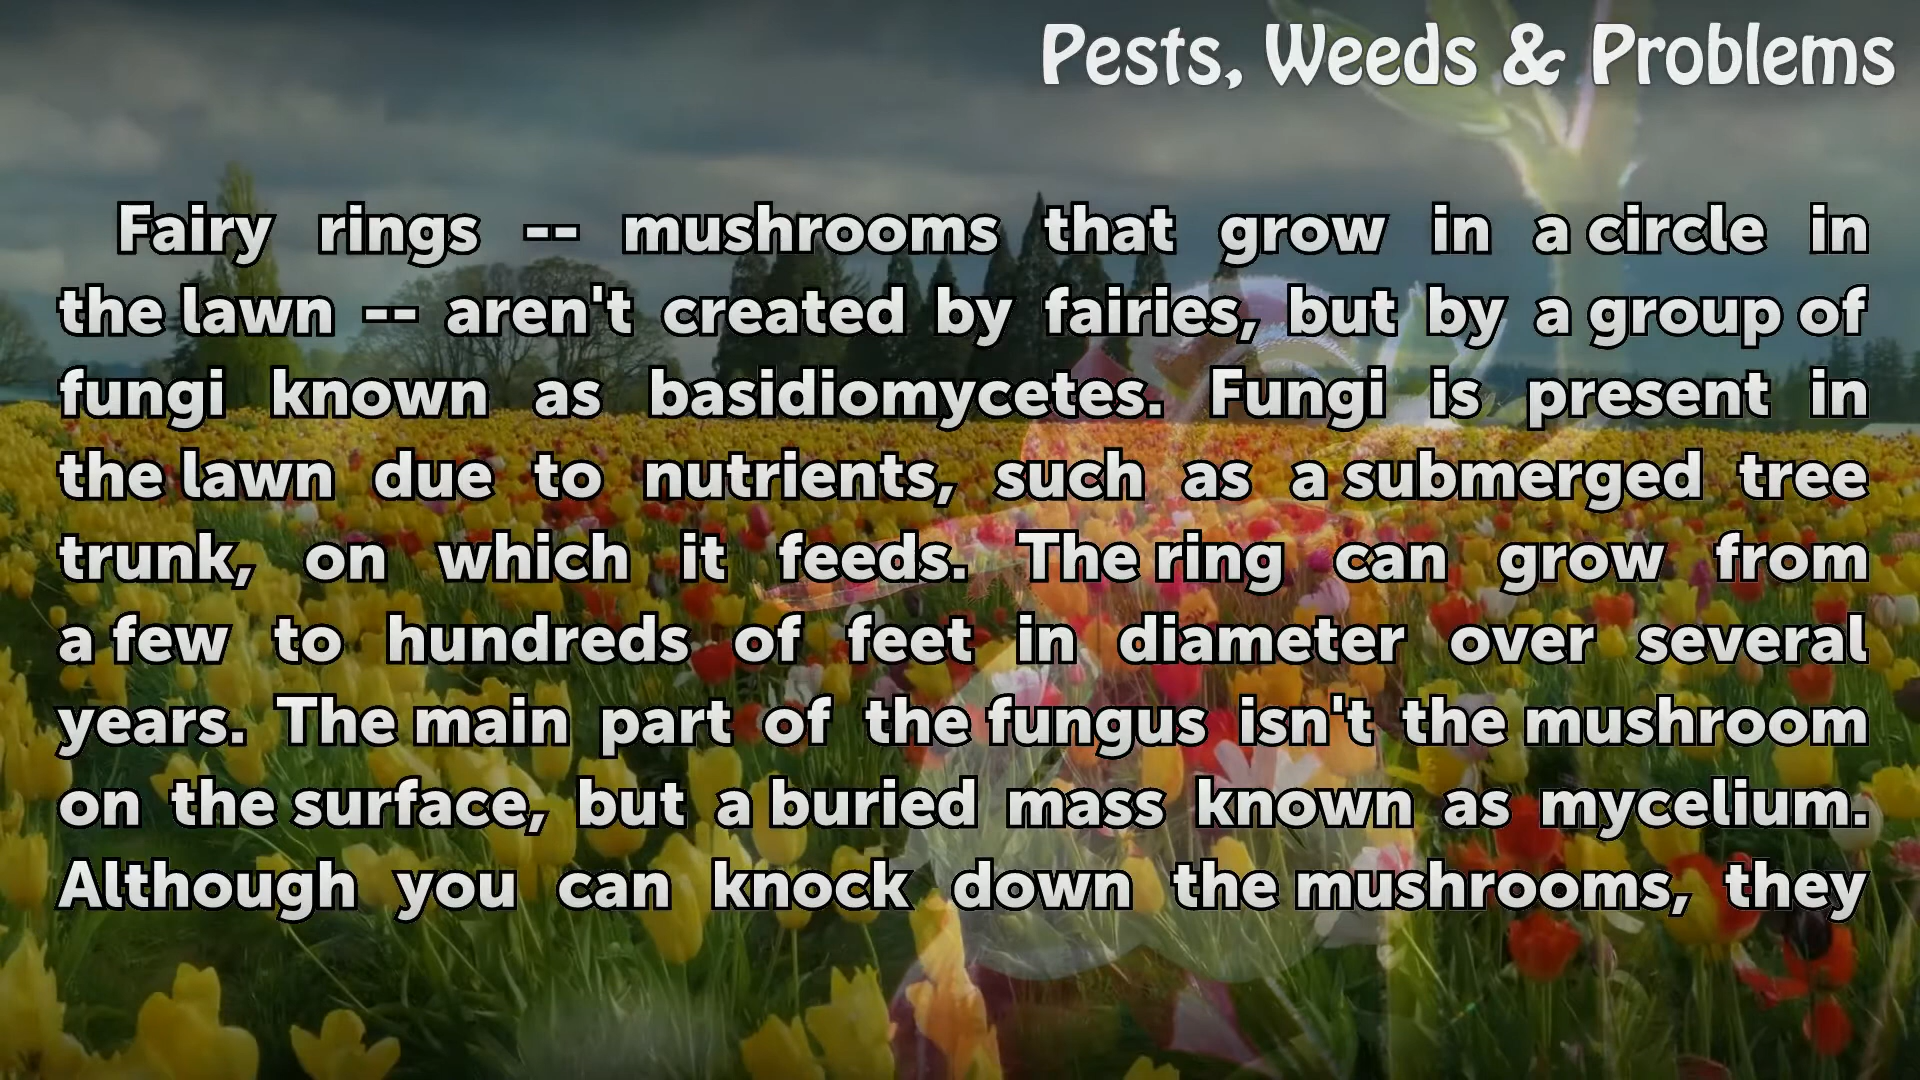 Pests, Weeds & Problems
Fairy rings -- mushrooms that grow in a circle in
the lawn -- aren't created by fairies, but by a group of
fungi known as basidiomycetes. Fungi is present in
the lawn due to nutrients, such as a submerged tree
trunk, on which it feeds. The ring can grow from
a few to hundreds of feet in diameter over several
years. The main part of the fungus isn't the mushroom
on the surface, but a buried mass known as mycelium.
Although you can knock down the mushrooms, they